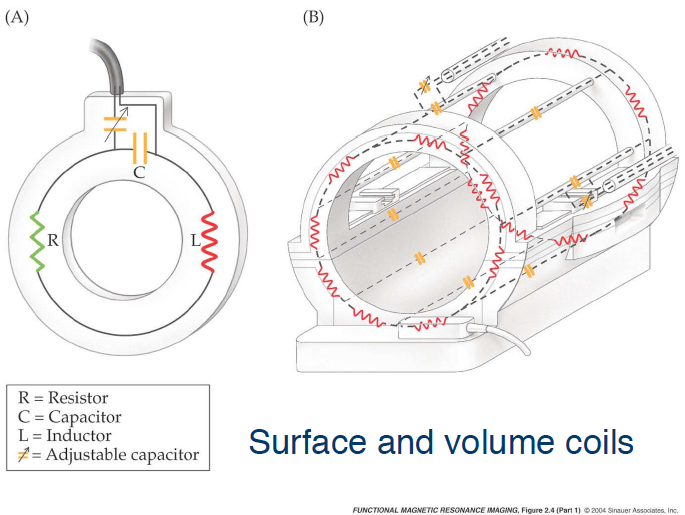 (A)
(B)
C
R
L
R = Resistor
C = Capacitor
L = Inductor
= Adjustable capacitor
Surface and volume coils
FUNCTIONAL MAGNETIC RESONANCE IMAGING, Figure 2.4 (Part 1) © 2004 Sinauer Associates, Inc.